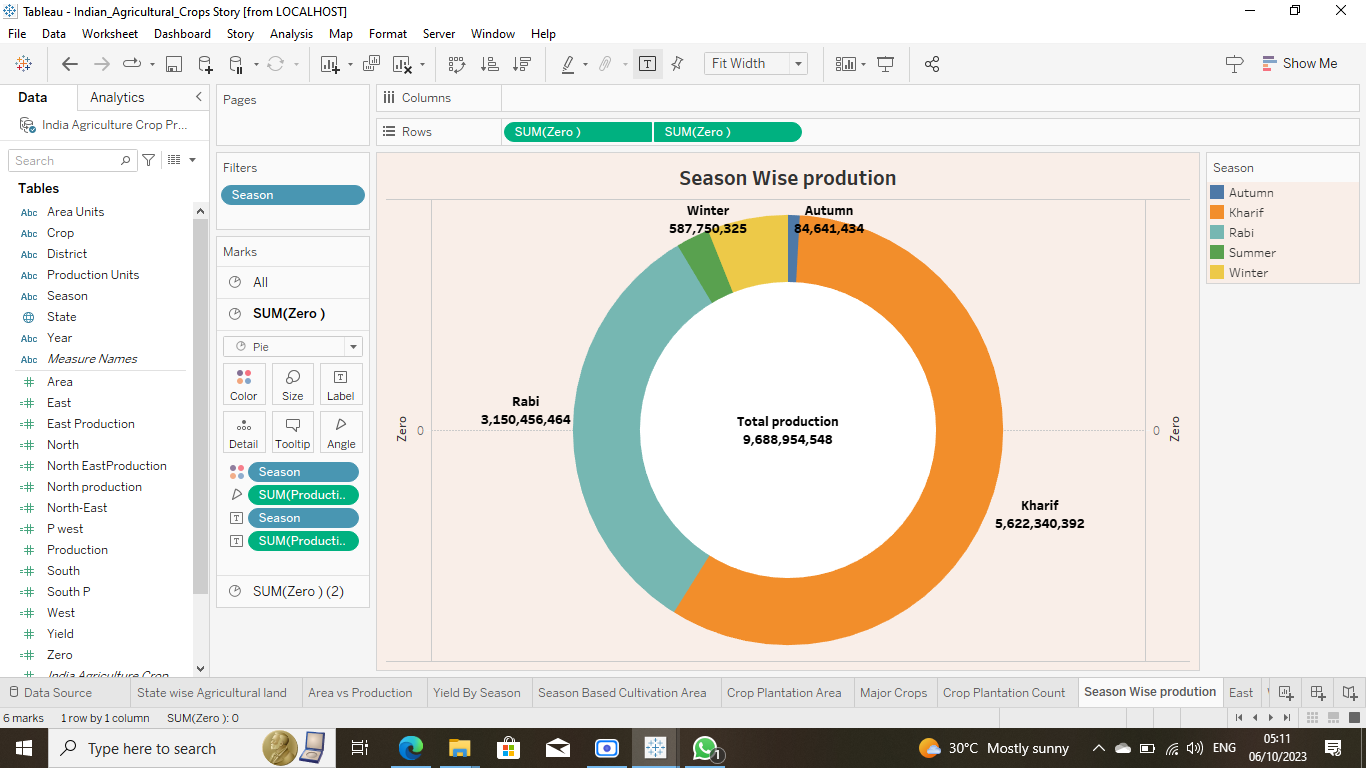 Tableau - Indian_Agricultural_Crops Story [from LOCALHOST]
File Data Worksheet Dashboard Story Analysis Map Format Server Window Help
Fit Width
Show Me
Data Analytics
India Agriculture Crop Pr...
Search
Tables
Abc Area Units
Abc Crop
Abc District
Abc Production Units
Abc Season
State
Abc Year
Abc Measure Names
# Area
=# East
=# East Production
=# North
=# North EastProduction
=# North production
=# North-East
=# P west
# Production
=# South
=# South P
=# West
# Yield
=# Zero
# India Agriculture Crop
Pages
Filters
Season
Marks
All
SUM(Zero )
Pie
Color Size Label
Detail Tooltip Angle
Season
SUM(Producti..
Season
SUM(Producti..
SUM(Zero ) (2)
Columns
Rows SUM(Zero ) SUM(Zero )
Season Wise prodution
Winter
587,750,325
Autumn
84,641,434
Rabi
3,150,456,464
Total production
9,688,954,548
Kharif
5,622,340,392
Zero
0
0
Zero
Season
Autumn
Kharif
Rabi
Summer
Winter
Data Source State wise Agricultural land Area vs Production Yield By Season Season Based Cultivation Area Crop Plantation Area Major Crops Crop Plantation Count Season Wise prodution East
6 marks 1 row by 1 column SUM(Zero ): 0
Type here to search
1
30°C Mostly sunny
ENG
05:11
06/10/2023